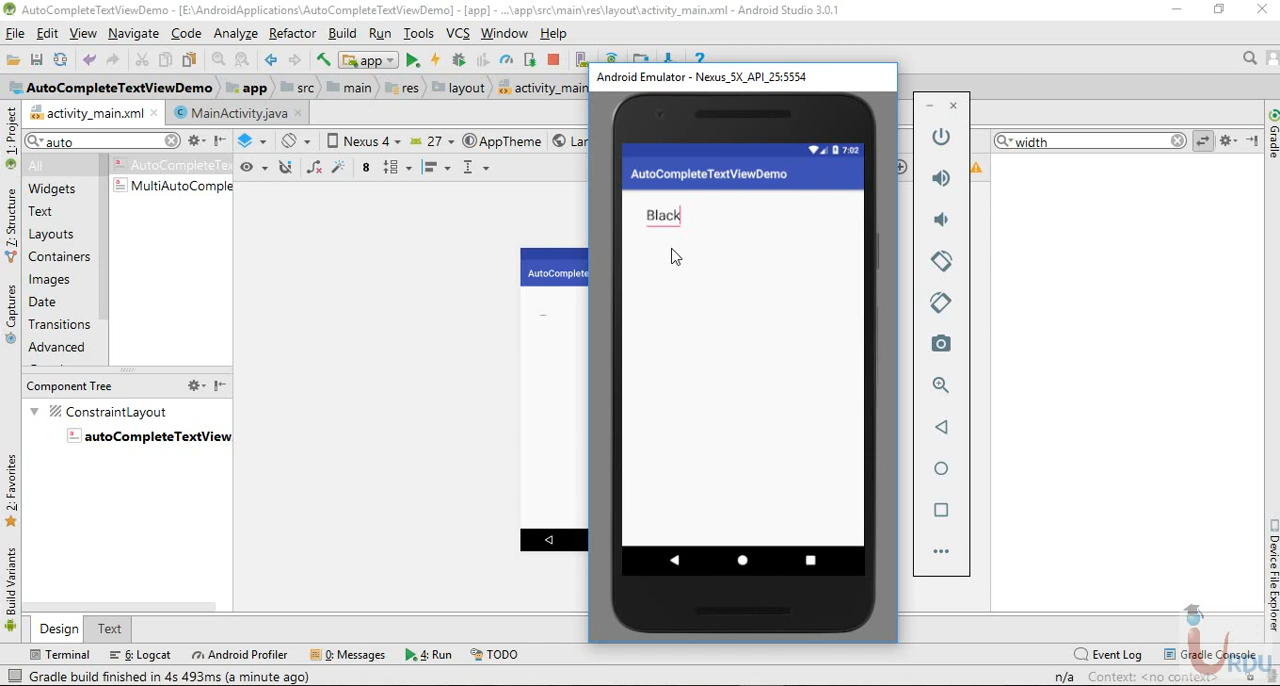 AutoCompleteTextViewDemo - [E:\AndroidApplications\AutoCompleteTextViewDemo] - [app] - ...\app\src\main\res\layout\activity_main.xml - Android Studio 3.0.1
File Edit View Navigate Code Analyze Refactor Build Run Tools VCS Window Help
app
AutoCompleteTextViewDemo app src main res layout activity_main
activity_main.xml MainActivity.java
auto
Nexus 4 27 AppTheme Lan
width
All
Widgets
Text
Layouts
Containers
Images
Date
Transitions
Advanced
AutoCompleteTex
MultiAutoComple
8
Component Tree
ConstraintLayout
autoCompleteTextView
AutoComplete
Android Emulator - Nexus_5X_API_25:5554
7:02
AutoCompleteTextViewDemo
Black
1: Project
Z: Structure
Captures
2: Favorites
Build Variants
Gradle
Device File Explorer
Design Text
Terminal 6: Logcat Android Profiler 0: Messages 4: Run TODO
Event Log Gradle Console
Gradle build finished in 4s 493ms (a minute ago)
n/a Context: <no context>
URDU